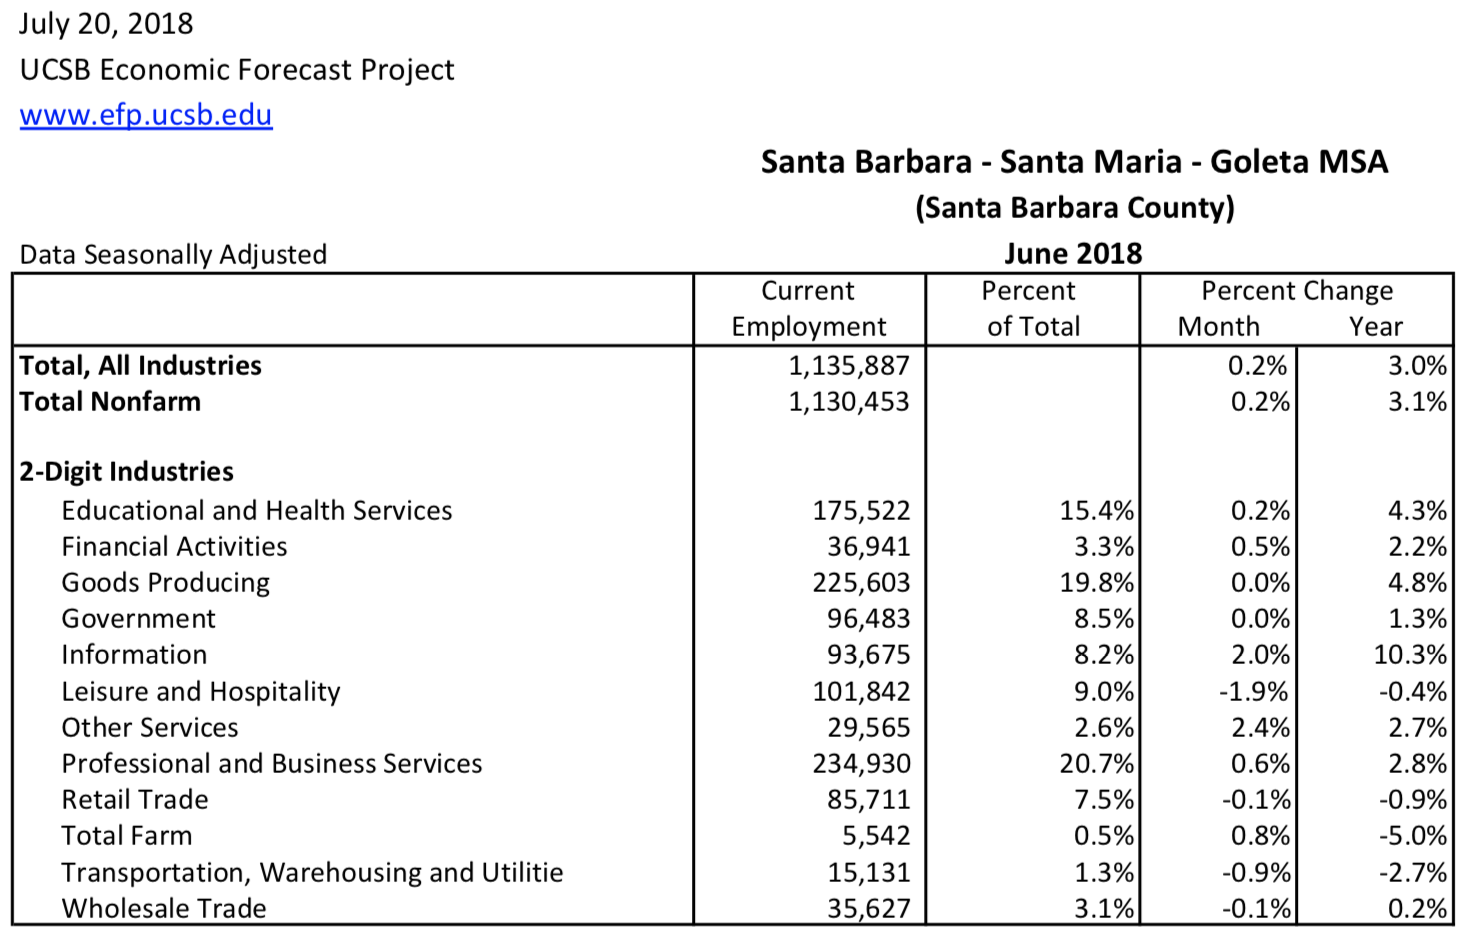 July 20, 2018
UCSB Economic Forecast Project
www.efp.ucsb.edu
Santa Barbara - Santa Maria - Goleta MSA
(Santa Barbara County)
Data Seasonally Adjusted June 2018
Current Percent Percent Change
Employment of Total Month Year
Total, All Industries 1,135,887 0.2% 3.0%
Total Nonfarm 1,130,453 0.2% 3.1%
2-Digit Industries
Educational and Health Services 175,522 15.4% 0.2% 4.3%
Financial Activities 36,941 3.3% 0.5% 2.2%
Goods Producing 225,603 19.8% 0.0% 4.8%
Government 96,483 8.5% 0.0% 1.3%
Information 93,675 8.2% 2.0% 10.3%
Leisure and Hospitality 101,842 9.0% -1.9% -0.4%
Other Services 29,565 2.6% 2.4% 2.7%
Professional and Business Services 234,930 20.7% 0.6% 2.8%
Retail Trade 85,711 7.5% -0.1% -0.9%
Total Farm 5,542 0.5% 0.8% -5.0%
Transportation, Warehousing and Utilitie 15,131 1.3% -0.9% -2.7%
Wholesale Trade 35,627 3.1% -0.1% 0.2%